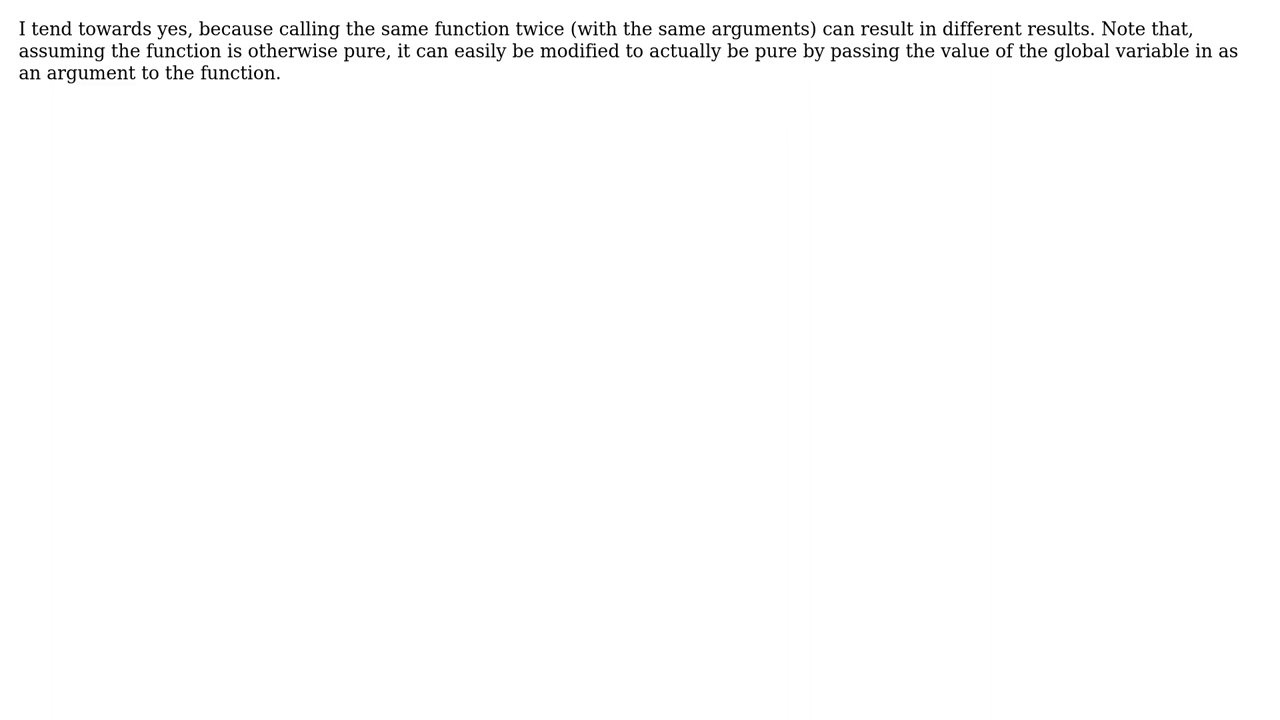 I tend towards yes, because calling the same function twice (with the same arguments) can result in different results. Note that,
assuming the function is otherwise pure, it can easily be modified to actually be pure by passing the value of the global variable in as
an argument to the function.